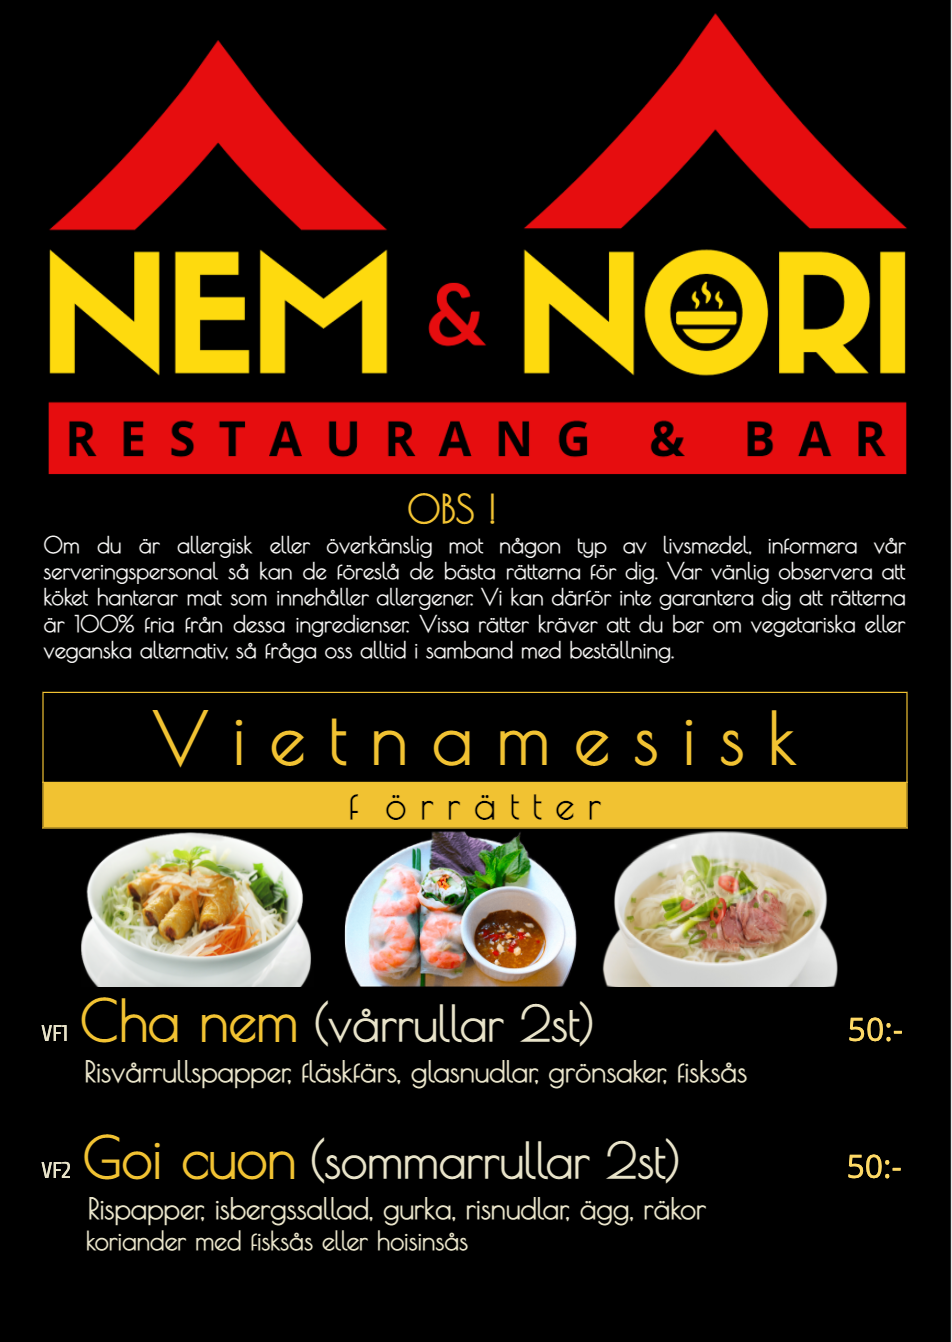 NEM & NORI
RESTAURANG & BAR
OBS !
Om du är allergisk eller överkänslig mot någon typ av livsmedel, informera vår
serveringspersonal så kan de föreslå de bästa rätterna för dig. Var vänlig observera att
köket hanterar mat som innehåller allergener. Vi kan därför inte garantera dig att rätterna
är 100% fria från dessa ingredienser. Vissa rätter kräver att du ber om vegetariska eller
veganska alternativ, så fråga oss alltid i samband med beställning.
Vietnamesisk
förrätter
VF1 Cha nem (vårrullar 2st) 50:-
Risvårrullspapper, fläskfärs, glasnudlar, grönsaker, fisksås
VF2 Goi cuon (sommarrullar 2st) 50:-
Rispapper, isbergssallad, gurka, risnudlar, ägg, räkor
koriander med fisksås eller hoisinsås